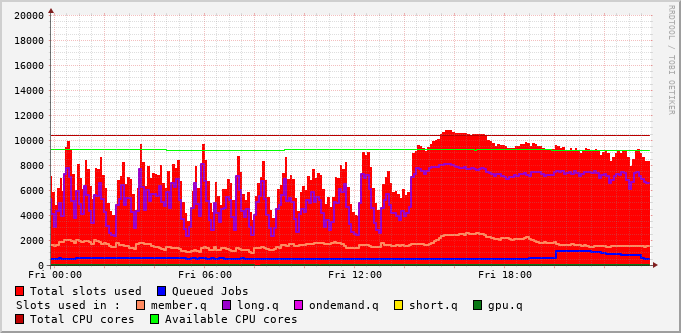 20000
18000
16000
14000
12000
10000
8000
6000
4000
2000
0
Fri 00:00 Fri 06:00 Fri 12:00 Fri 18:00
RRDTOOL / TOBI OETIKER
Total slots used Queued Jobs
Slots used in : member.q long.q ondemand.q short.q gpu.q
Total CPU cores Available CPU cores